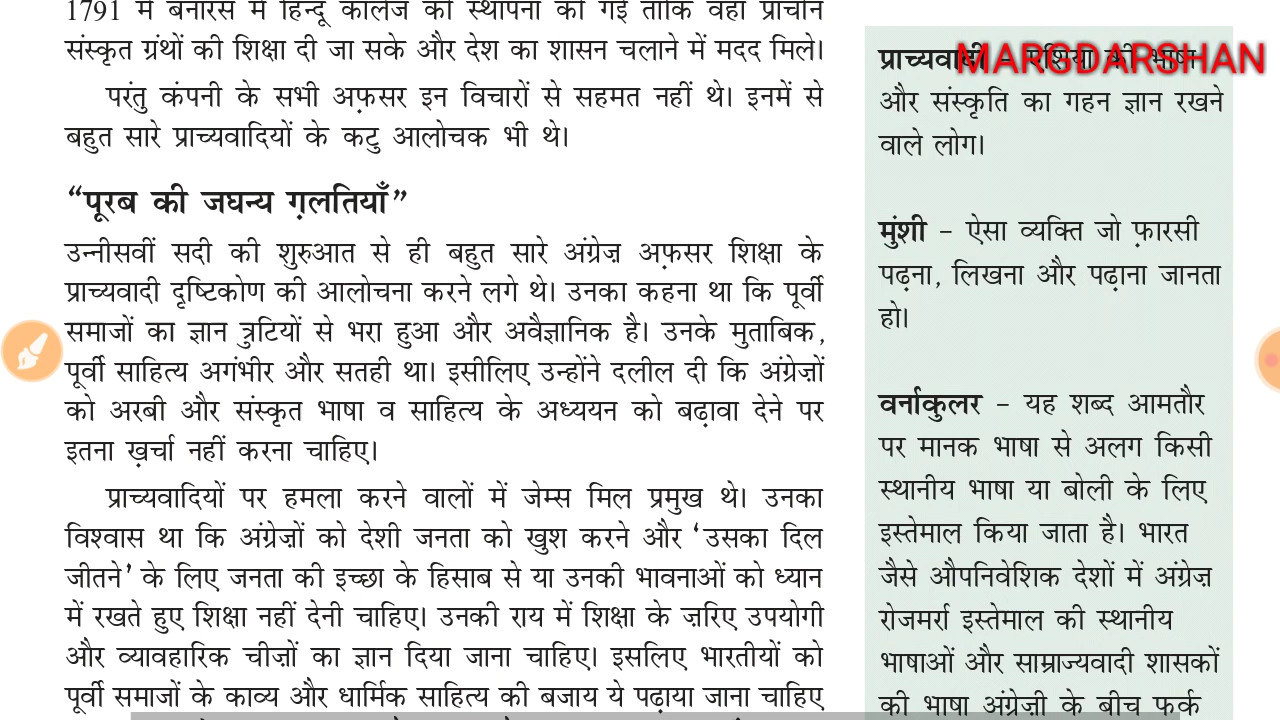 1791 में बनारस में हिन्दू कॉलेज की स्थापना की गई ताकि वहाँ प्राचीन
संस्कृत ग्रंथों की शिक्षा दी जा सके और देश का शासन चलाने में मदद मिले।
परंतु कंपनी के सभी अफ़सर इन विचारों से सहमत नहीं थे। इनमें से
बहुत सारे प्राच्यवादियों के कटु आलोचक भी थे।
“पूरब की जघन्य ग़लतियाँ”
उन्नीसवीं सदी की शुरुआत से ही बहुत सारे अंग्रेज़ अफ़सर शिक्षा के
प्राच्यवादी दृष्टिकोण की आलोचना करने लगे थे। उनका कहना था कि पूर्वी
समाजों का ज्ञान त्रुटियों से भरा हुआ और अवैज्ञानिक है। उनके मुताबिक,
पूर्वी साहित्य अगंभीर और सतही था। इसीलिए उन्होंने दलील दी कि अंग्रेज़ों
को अरबी और संस्कृत भाषा व साहित्य के अध्ययन को बढ़ावा देने पर
इतना ख़र्चा नहीं करना चाहिए।
प्राच्यवादियों पर हमला करने वालों में जेम्स मिल प्रमुख थे। उनका
विश्वास था कि अंग्रेज़ों को देशी जनता को खुश करने और ‘उसका दिल
जीतने’ के लिए जनता की इच्छा के हिसाब से या उनकी भावनाओं को ध्यान
में रखते हुए शिक्षा नहीं देनी चाहिए। उनकी राय में शिक्षा के ज़रिए उपयोगी
और व्यावहारिक चीज़ों का ज्ञान दिया जाना चाहिए। इसलिए भारतीयों को
पूर्वी समाजों के काव्य और धार्मिक साहित्य की बजाय ये पढ़ाया जाना चाहिए
MARGDARSHAN
प्राच्यवादी – एशिया की भाषा
और संस्कृति का गहन ज्ञान रखने
वाले लोग।
मुंशी – ऐसा व्यक्ति जो फ़ारसी
पढ़ना, लिखना और पढ़ाना जानता
हो।
वर्नाकुलर – यह शब्द आमतौर
पर मानक भाषा से अलग किसी
स्थानीय भाषा या बोली के लिए
इस्तेमाल किया जाता है। भारत
जैसे औपनिवेशिक देशों में अंग्रेज़
रोज़मर्रा इस्तेमाल की स्थानीय
भाषाओं और साम्राज्यवादी शासकों
की भाषा अंग्रेज़ी के बीच फर्क